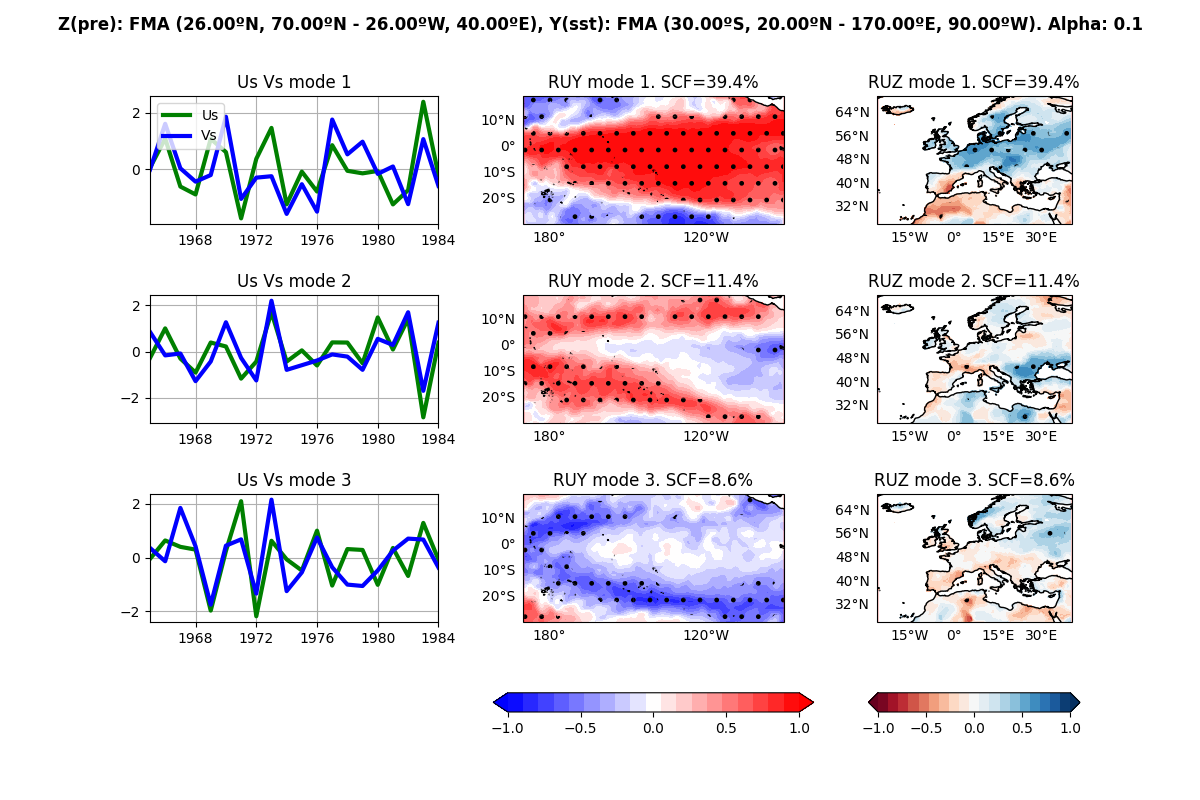 Z(pre): FMA (26.00ºN, 70.00ºN - 26.00ºW, 40.00ºE), Y(sst): FMA (30.00ºS, 20.00ºN - 170.00ºE, 90.00ºW). Alpha: 0.1
Us Vs mode 1
RUY mode 1. SCF=39.4%
RUZ mode 1. SCF=39.4%
Us
Vs
2
0
1968 1972 1976 1980 1984
10°N
0°
10°S
20°S
180° 120°W
64°N
56°N
48°N
40°N
32°N
15°W 0° 15°E 30°E
Us Vs mode 2
RUY mode 2. SCF=11.4%
RUZ mode 2. SCF=11.4%
2
0
−2
1968 1972 1976 1980 1984
10°N
0°
10°S
20°S
180° 120°W
64°N
56°N
48°N
40°N
32°N
15°W 0° 15°E 30°E
Us Vs mode 3
RUY mode 3. SCF=8.6%
RUZ mode 3. SCF=8.6%
2
0
−2
1968 1972 1976 1980 1984
10°N
0°
10°S
20°S
180° 120°W
64°N
56°N
48°N
40°N
32°N
15°W 0° 15°E 30°E
−1.0 −0.5 0.0 0.5 1.0
−1.0 −0.5 0.0 0.5 1.0